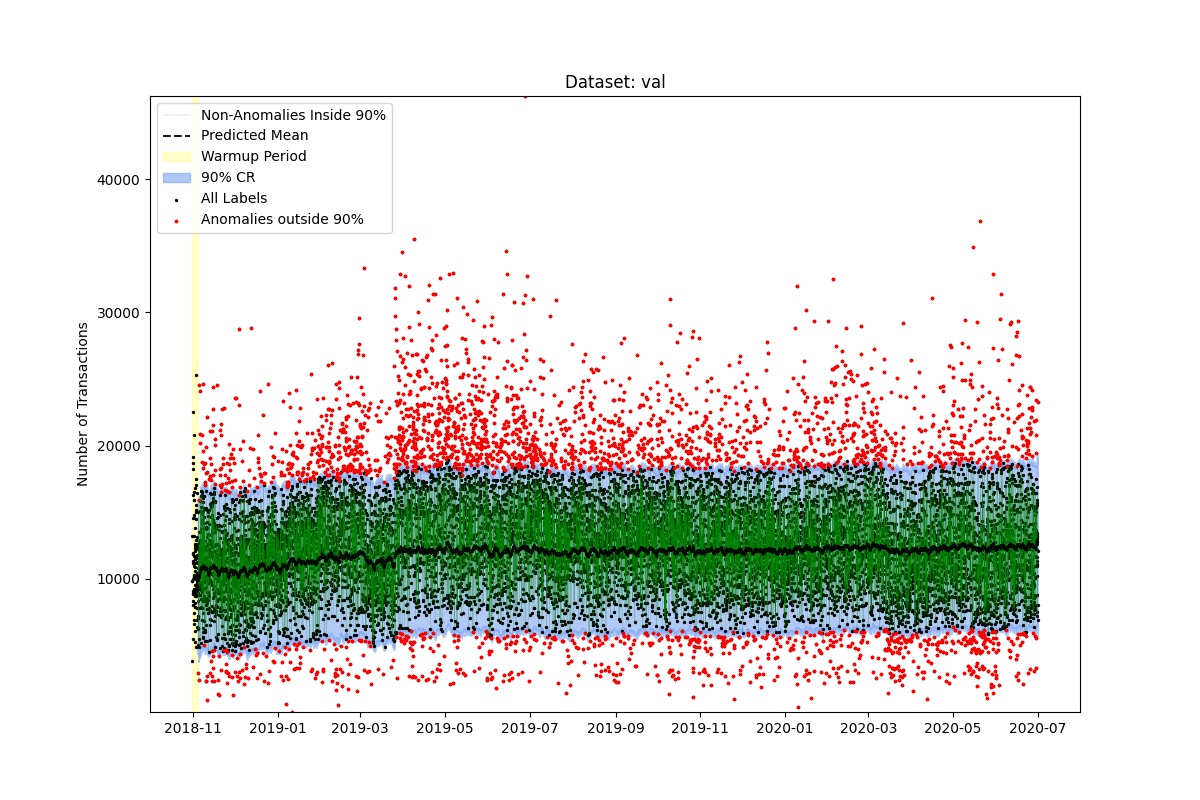 Dataset: val
Non-Anomalies Inside 90%
Predicted Mean
Warmup Period
90% CR
All Labels
Anomalies outside 90%
Number of Transactions
40000
30000
20000
10000
2018-11 2019-01 2019-03 2019-05 2019-07 2019-09 2019-11 2020-01 2020-03 2020-05 2020-07